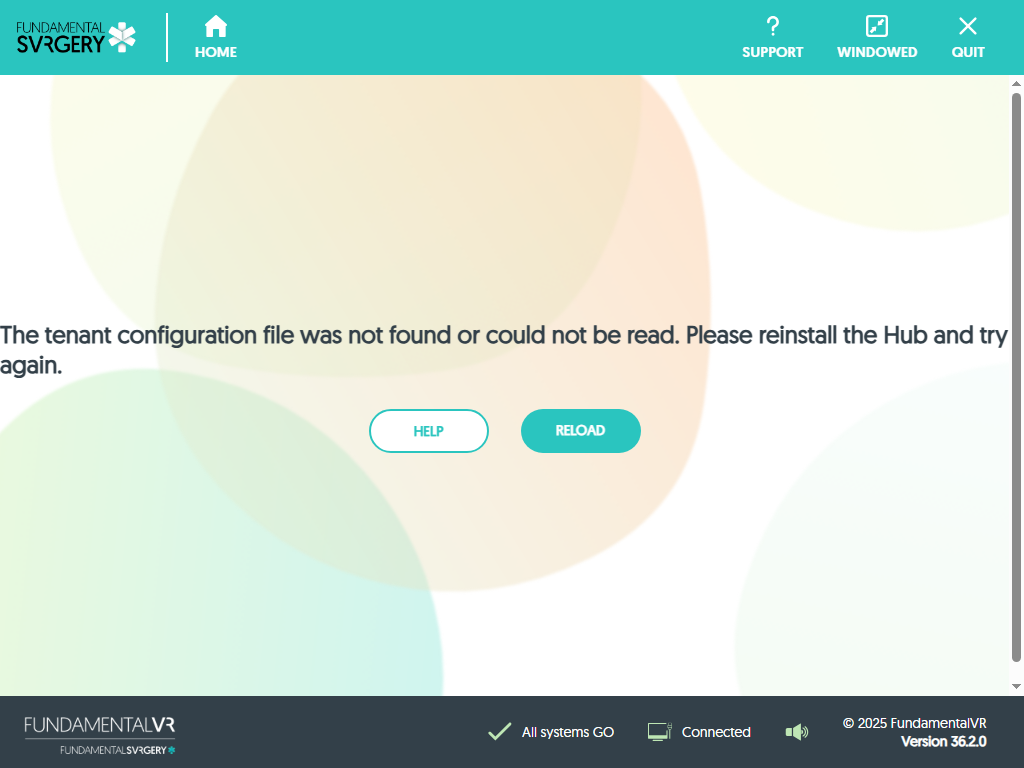 FUNDAMENTAL
SVRGERY
HOME
SUPPORT
WINDOWED
QUIT
The tenant configuration file was not found or could not be read. Please reinstall the Hub and try
again.
HELP
RELOAD
FUNDAMENTALVR
FUNDAMENTALSVRGERY
All systems GO
Connected
© 2025 FundamentalVR
Version 36.2.0